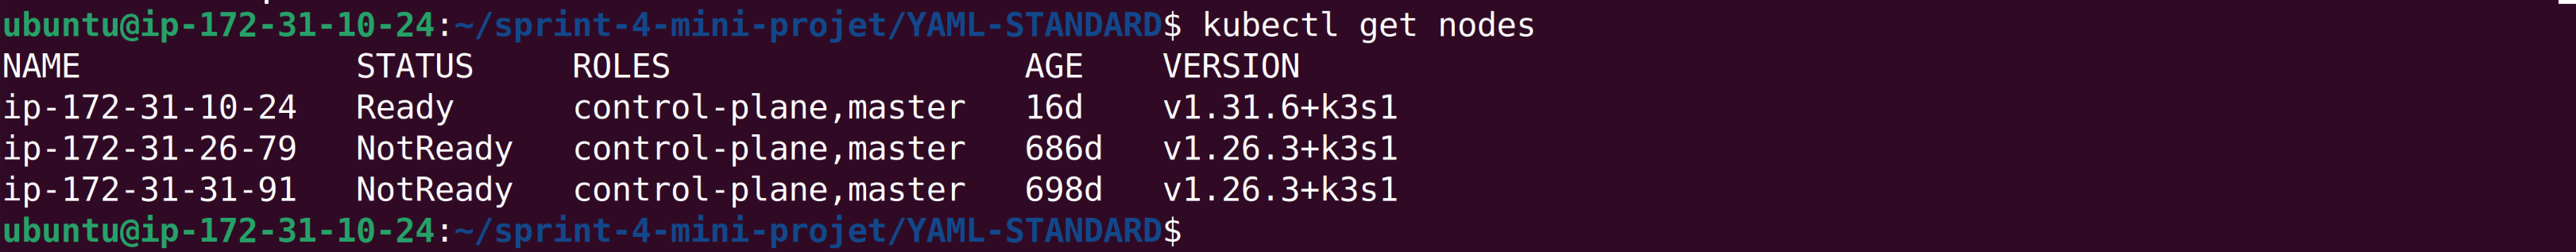 ubuntu@ip-172-31-10-24:~/sprint-4-mini-projet/YAML-STANDARD$ kubectl get nodes
NAME              STATUS     ROLES                  AGE    VERSION
ip-172-31-10-24   Ready      control-plane,master   16d    v1.31.6+k3s1
ip-172-31-26-79   NotReady   control-plane,master   686d   v1.26.3+k3s1
ip-172-31-31-91   NotReady   control-plane,master   698d   v1.26.3+k3s1
ubuntu@ip-172-31-10-24:~/sprint-4-mini-projet/YAML-STANDARD$